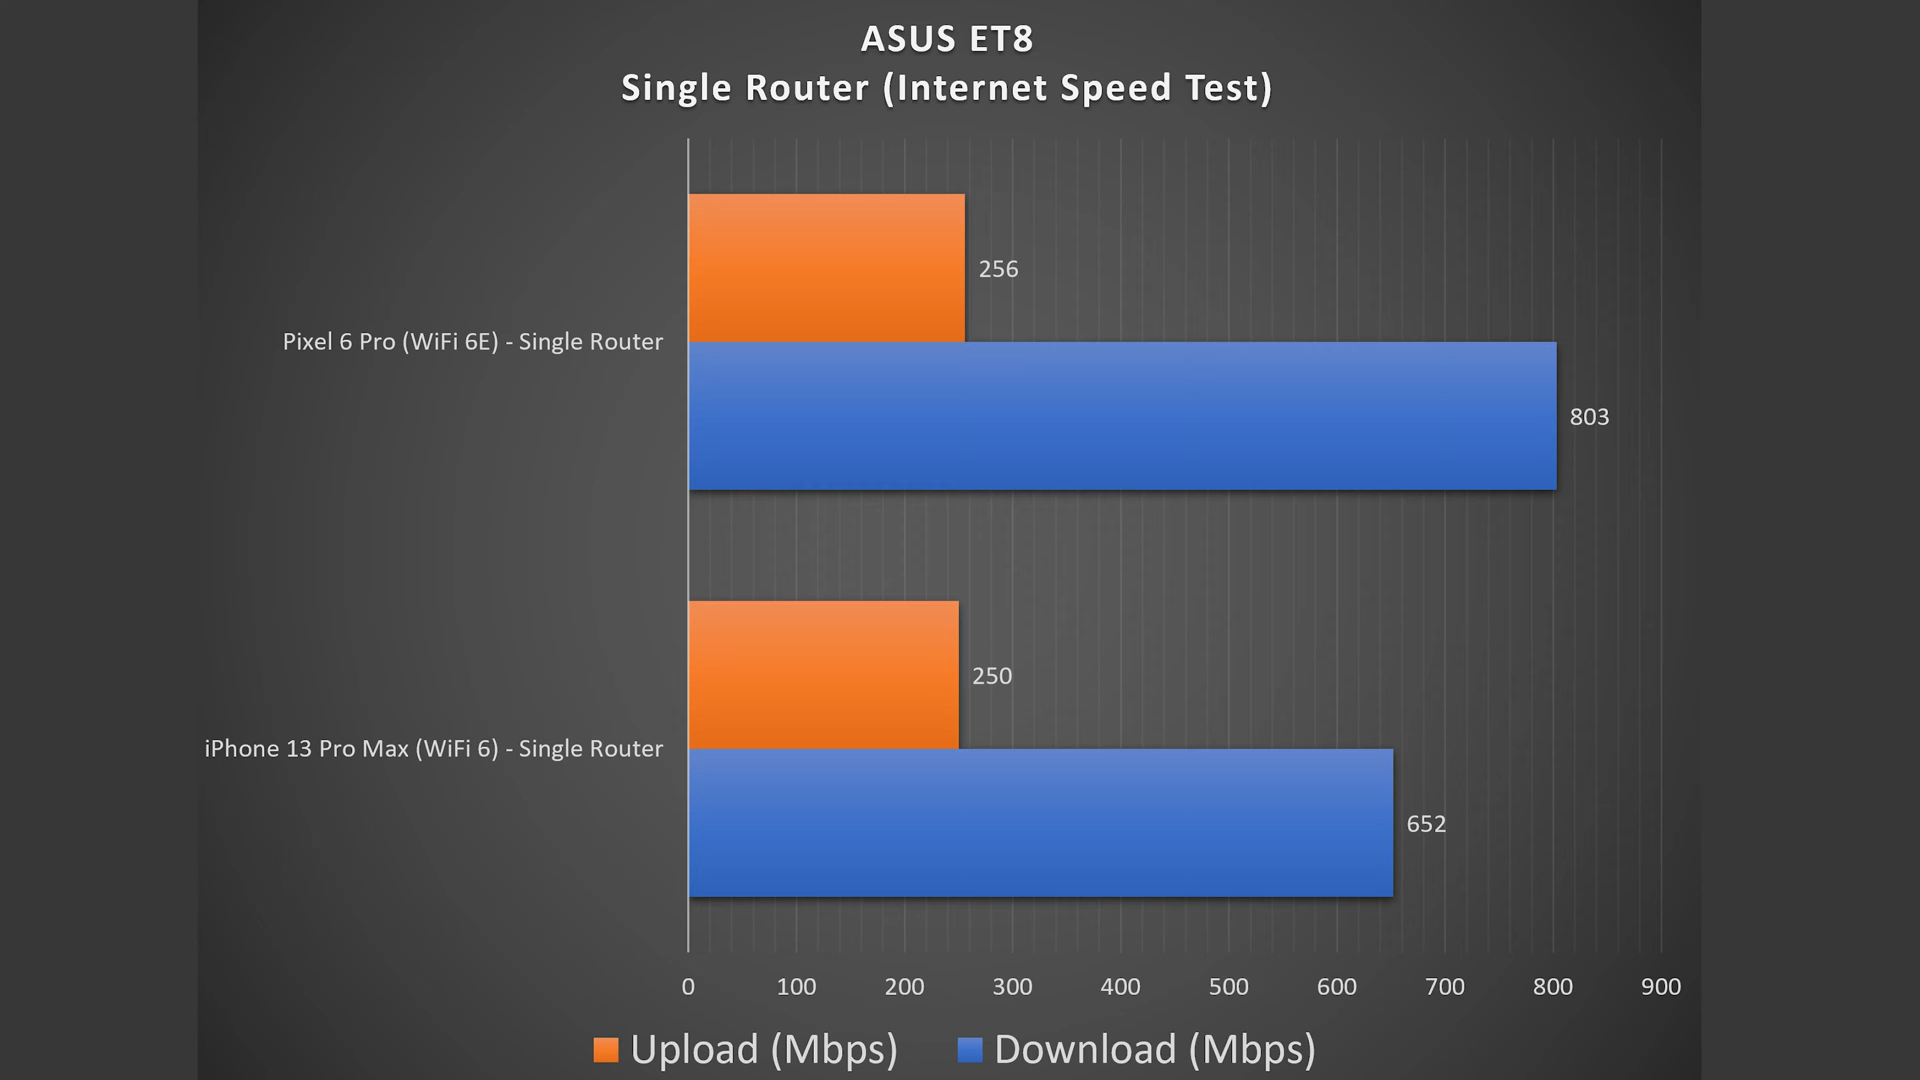 ASUS ET8
Single Router (Internet Speed Test)
256
Pixel 6 Pro (WiFi 6E) - Single Router
803
250
iPhone 13 Pro Max (WiFi 6) - Single Router
652
0 100 200 300 400 500 600 700 800 900
Upload (Mbps) Download (Mbps)